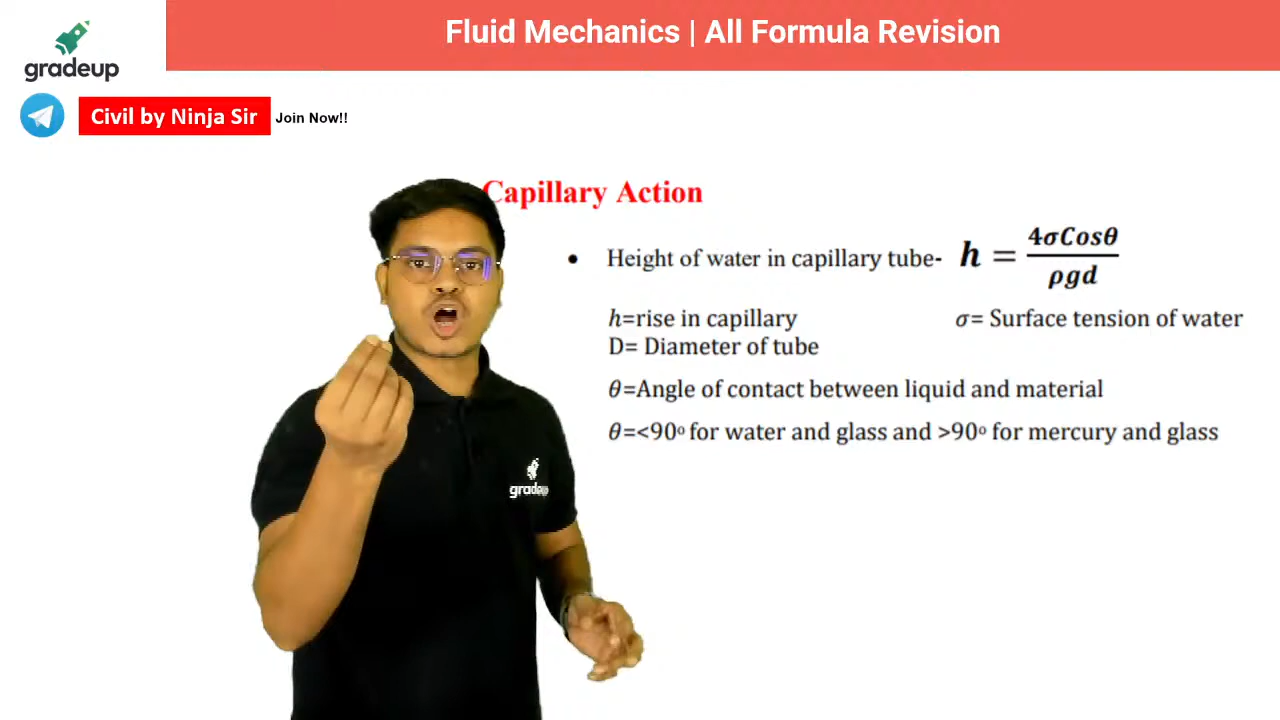 Fluid Mechanics | All Formula Revision
gradeup
Civil by Ninja Sir Join Now!!
Capillary Action
• Height of water in capillary tube- h = 4σCosθ / ρgd
h=rise in capillary σ= Surface tension of water
D= Diameter of tube
θ=Angle of contact between liquid and material
θ=<90º for water and glass and >90º for mercury and glass
gradeup